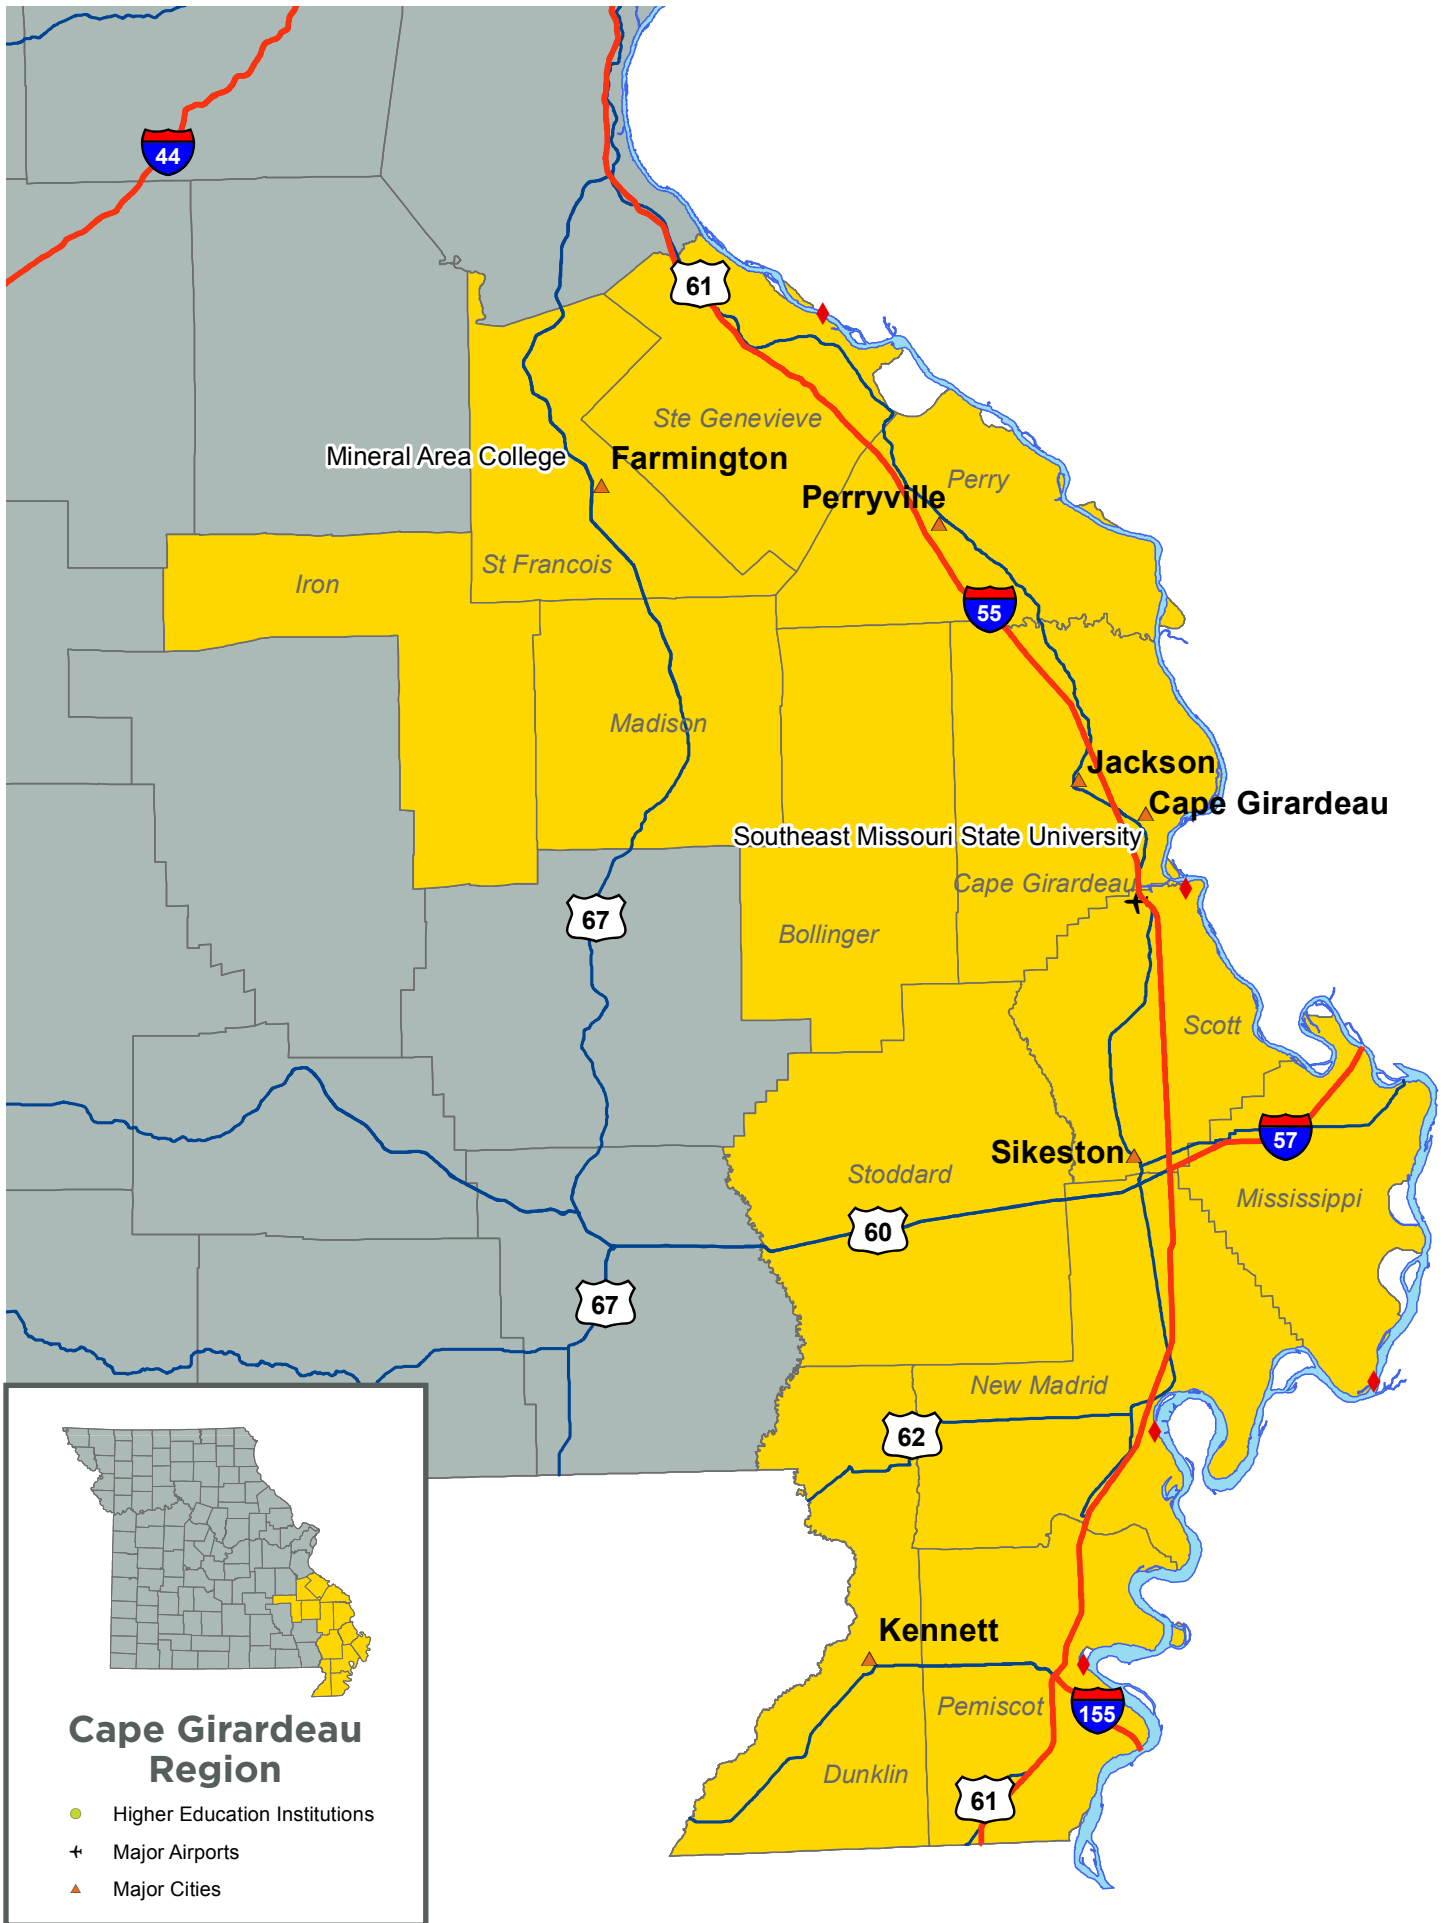 44
61
Ste Genevieve
Mineral Area College
Farmington
Perryville
Perry
St Francois
Iron
55
Madison
Jackson
Cape Girardeau
Southeast Missouri State University
Cape Girardeau
67
Bollinger
Scott
57
Sikeston
Stoddard
Mississippi
60
67
New Madrid
62
Kennett
Pemiscot
155
Dunklin
61
Cape Girardeau
Region
Higher Education Institutions
Major Airports
Major Cities